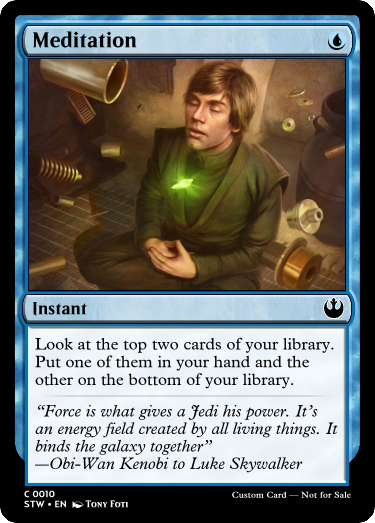 Meditation
Instant
Look at the top two cards of your library.
Put one of them in your hand and the
other on the bottom of your library.
“Force is what gives a Jedi his power. It's
an energy field created by all living things. It
binds the galaxy together”
—Obi-Wan Kenobi to Luke Skywalker
C 0010
STW • EN Tony Foti
Custom Card — Not for Sale